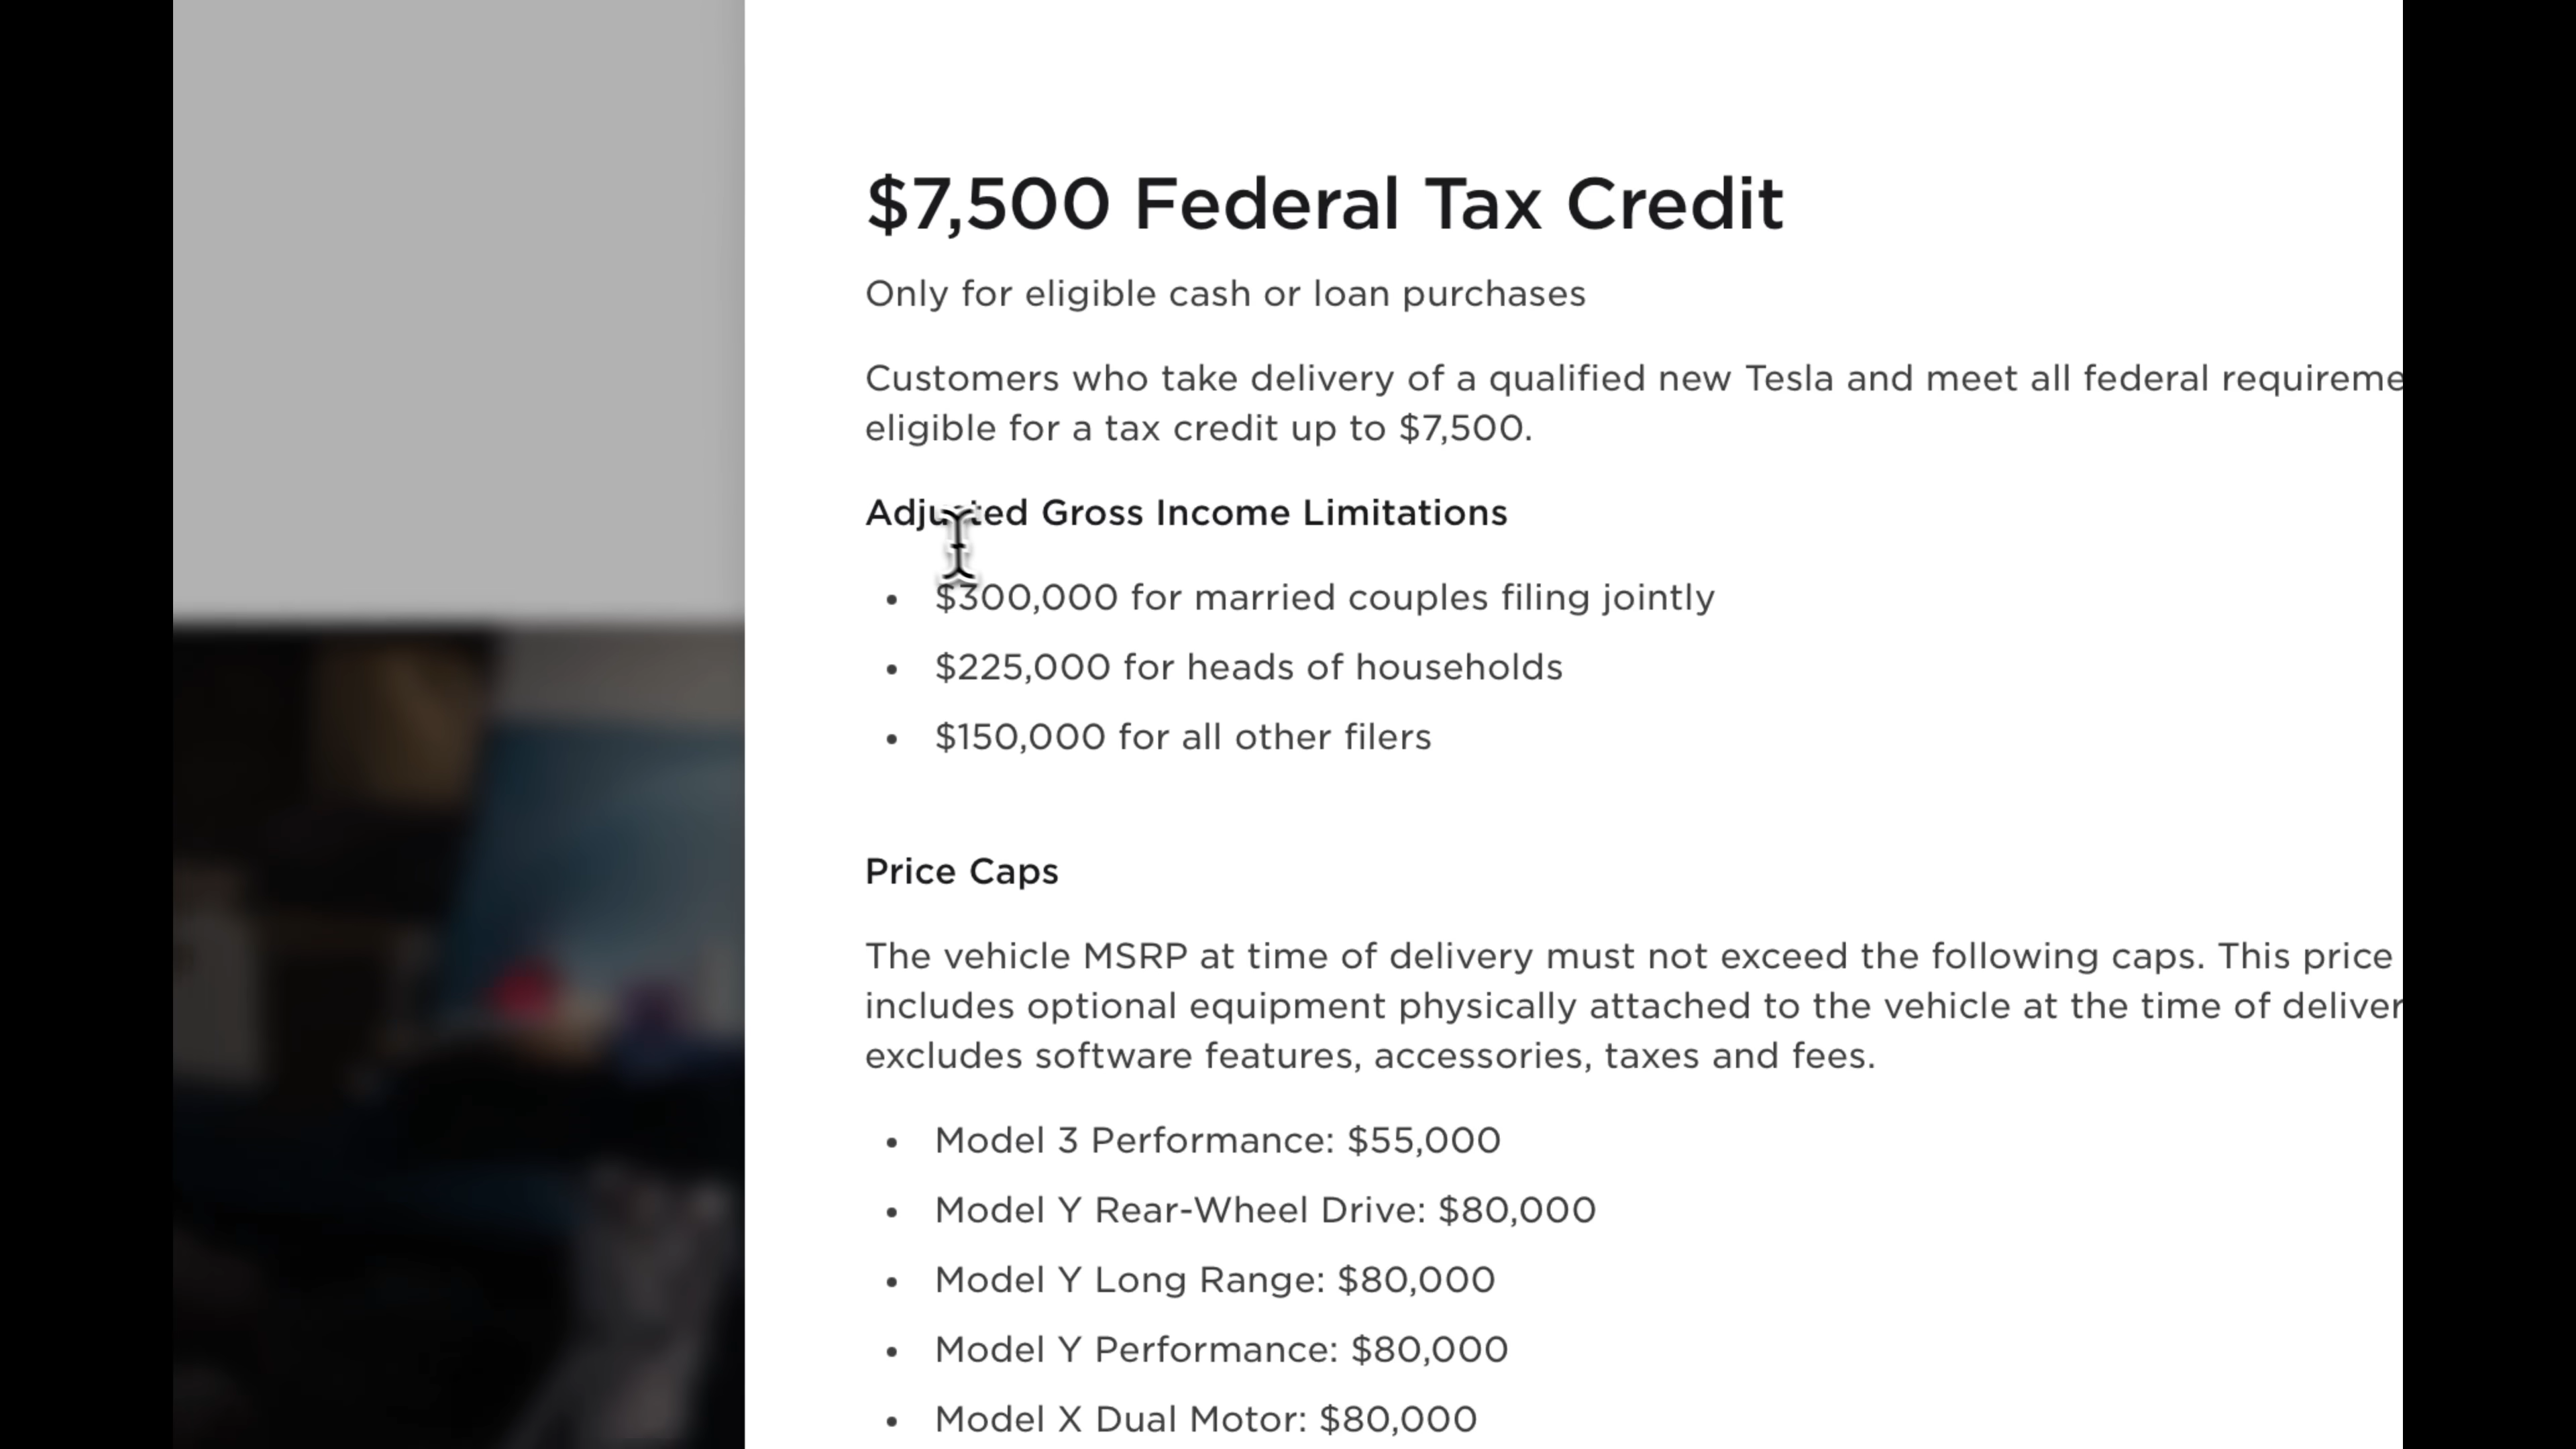 $7,500 Federal Tax Credit
Only for eligible cash or loan purchases
Customers who take delivery of a qualified new Tesla and meet all federal requireme
eligible for a tax credit up to $7,500.
Adjusted Gross Income Limitations
• $300,000 for married couples filing jointly
• $225,000 for heads of households
• $150,000 for all other filers
Price Caps
The vehicle MSRP at time of delivery must not exceed the following caps. This price
includes optional equipment physically attached to the vehicle at the time of deliver
excludes software features, accessories, taxes and fees.
• Model 3 Performance: $55,000
• Model Y Rear-Wheel Drive: $80,000
• Model Y Long Range: $80,000
• Model Y Performance: $80,000
• Model X Dual Motor: $80,000